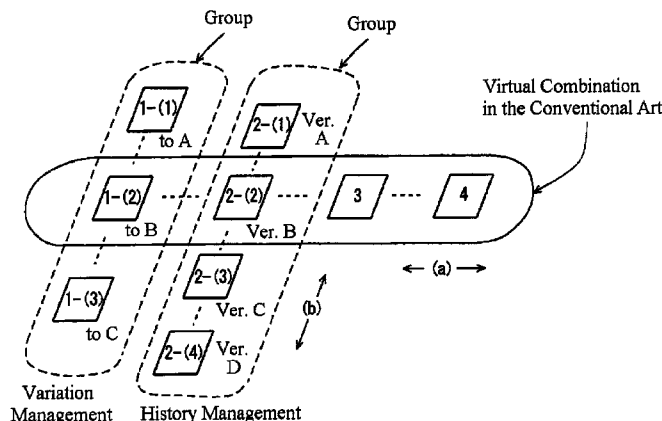 Group
Group
Virtual Combination
in the Conventional Art
1-(1)
to A
2-(1)
Ver.
A
1-(2)
to B
2-(2)
Ver. B
3
4
(a)
1-(3)
to C
2-(3)
Ver. C
(b)
2-(4)
Ver.
D
Variation
Management
History Management